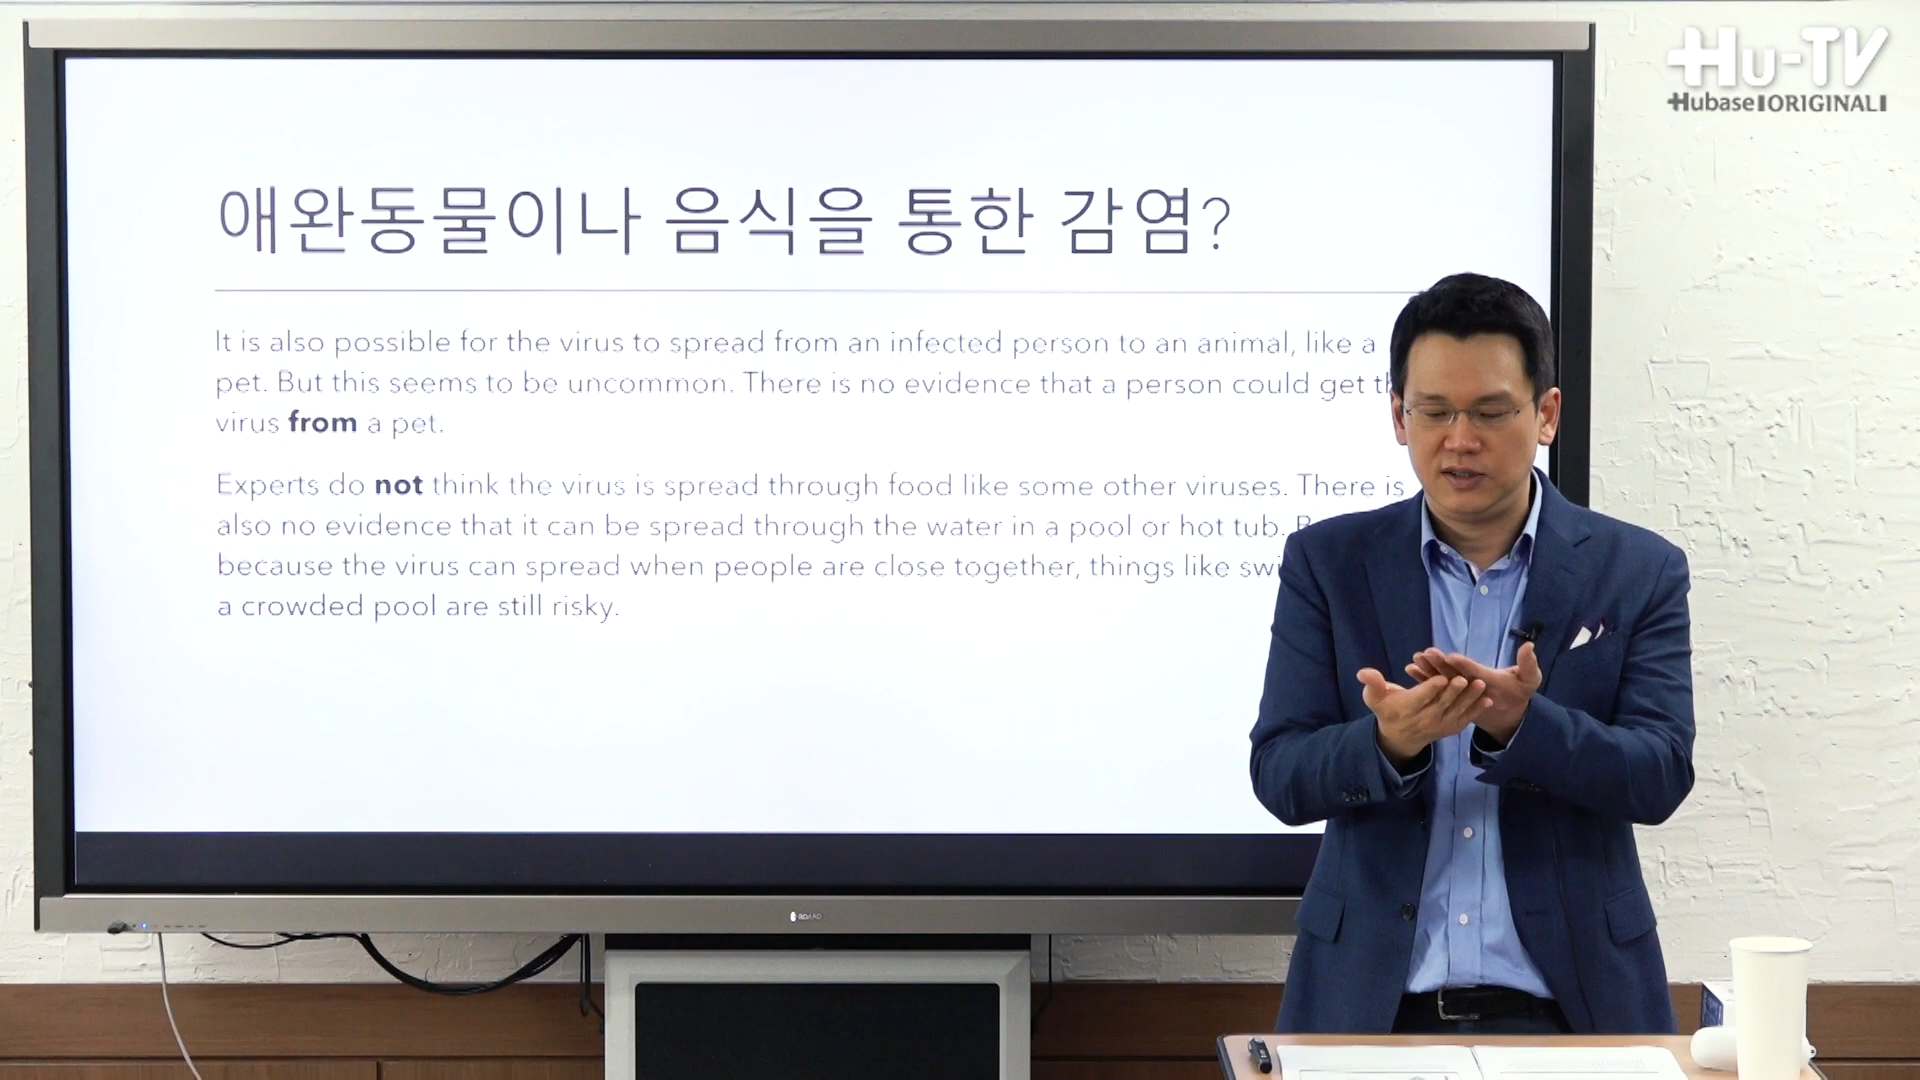 Hu-TV
Hubase ORIGINAL
애완동물이나 음식을 통한 감염?
It is also possible for the virus to spread from an infected person to an animal, like a
pet. But this seems to be uncommon. There is no evidence that a person could get
virus from a pet.
Experts do not think the virus is spread through food like some other viruses. There is
also no evidence that it can be spread through the water in a pool or hot tub.
because the virus can spread when people are close together, things like
a crowded pool are still risky.